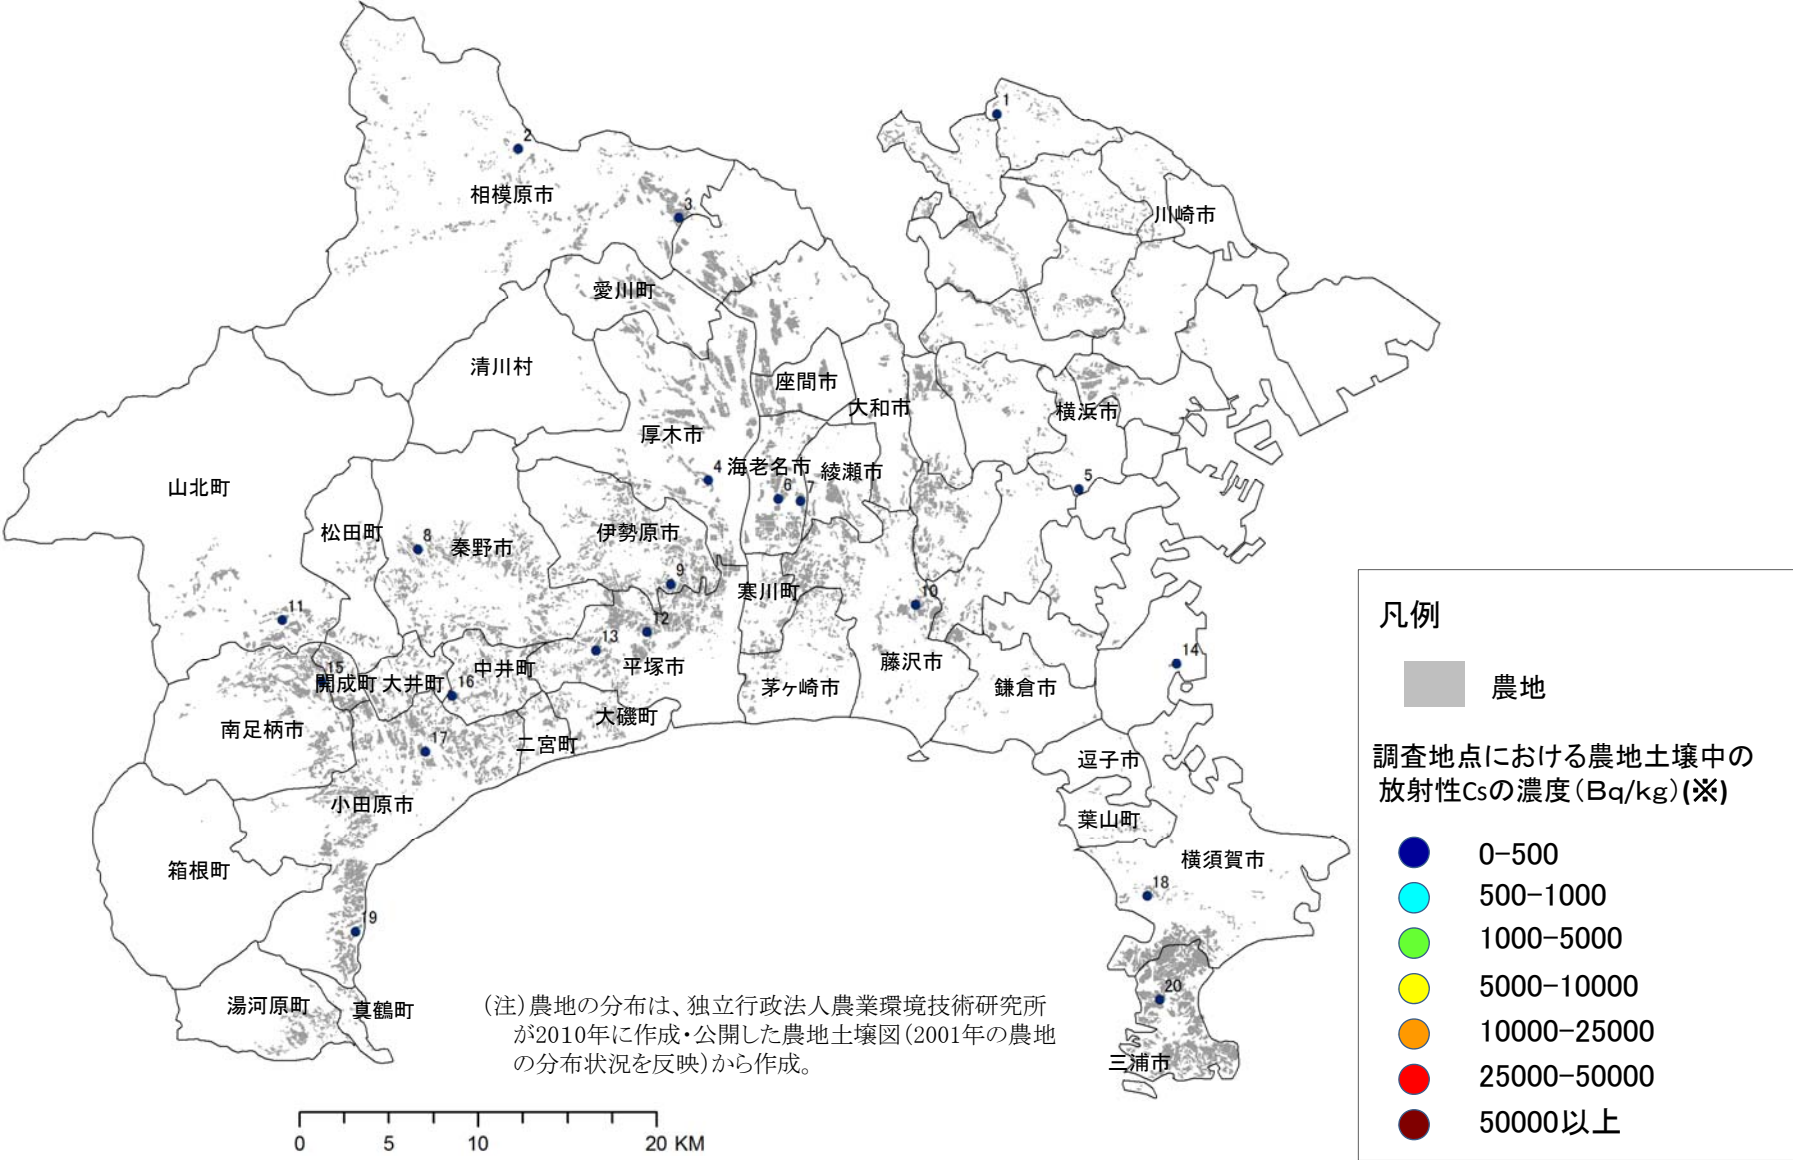 1
2
相模原市
3
川崎市
愛川町
清川村
座間市
大和市
横浜市
厚木市
4
海老名市
綾瀬市
5
6
7
山北町
松田町
8
秦野市
伊勢原市
9
寒川町
10
11
12
13
平塚市
藤沢市
14
15
開成町
大井町
中井町
16
茅ヶ崎市
鎌倉市
南足柄市
17
二宮町
大磯町
逗子市
小田原市
葉山町
箱根町
横須賀市
18
19
20
湯河原町
真鶴町
三浦市
(注)農地の分布は、独立行政法人農業環境技術研究所
が2010年に作成・公開した農地土壌図(2001年の農地
の分布状況を反映)から作成。
0 5 10 20 KM
凡例
農地
調査地点における農地土壌中の
放射性Csの濃度(Bq/kg)(※)
0-500
500-1000
1000-5000
5000-10000
10000-25000
25000-50000
50000以上